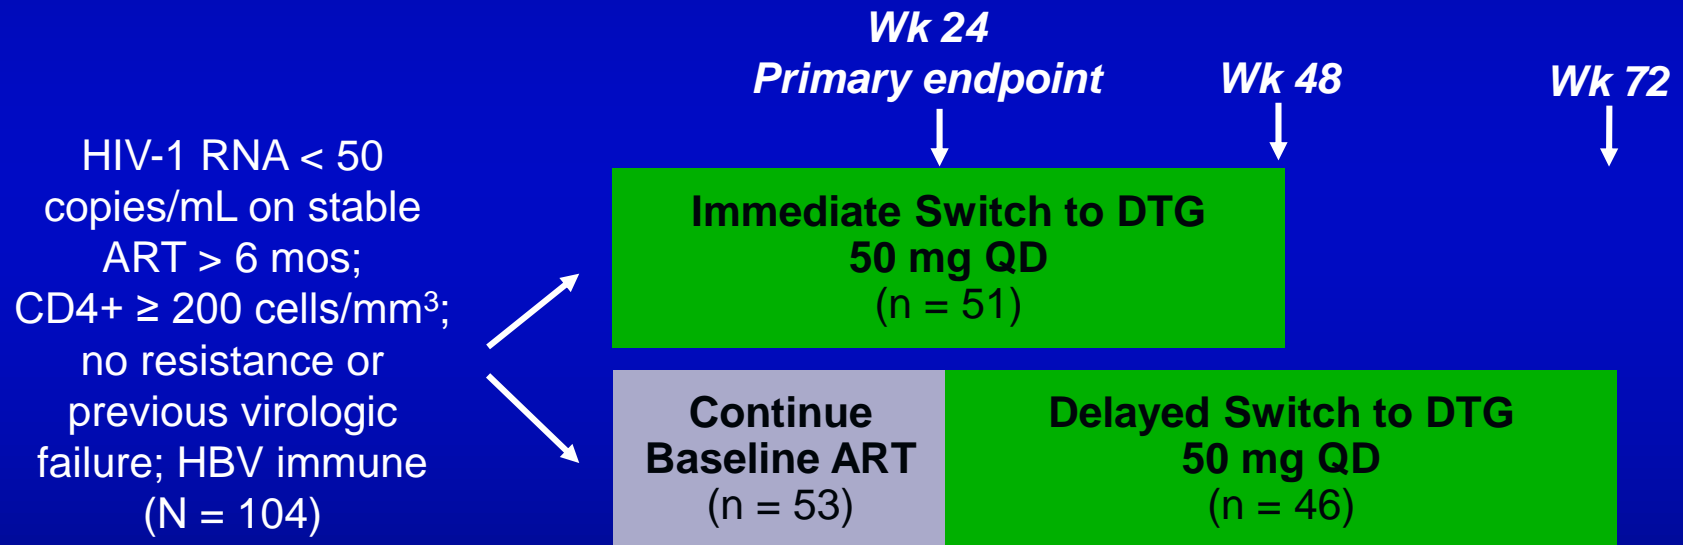 Wk 24
Primary endpoint
Wk 48
Wk 72
HIV-1 RNA < 50
copies/mL on stable
ART > 6 mos;
CD4+ ≥ 200 cells/mm³;
no resistance or
previous virologic
failure; HBV immune
(N = 104)
Immediate Switch to DTG
50 mg QD
(n = 51)
Continue
Baseline ART
(n = 53)
Delayed Switch to DTG
50 mg QD
(n = 46)